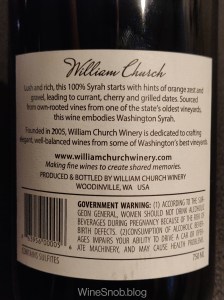 William Church
Lush and rich, this 100% Syrah starts with hints of orange zest and
gravel, leading to currant, cherry and grilled dates. Sourced
from own-rooted vines from one of the state's oldest vineyards,
this wine embodies Washington Syrah.
Founded in 2005, William Church Winery is dedicated to crafting
elegant, well-balanced wines from some of Washington's best vineyards.
www.williamchurchwinery.com
Making fine wines to create shared memories.
PRODUCED & BOTTLED BY WILLIAM CHURCH WINERY
WOODINVILLE, WA USA
GOVERNMENT WARNING: (1) ACCORDING TO THE SUR-
GEON GENERAL, WOMEN SHOULD NOT DRINK ALCOHOLIC
BEVERAGES DURING PREGNANCY BECAUSE OF THE RISK OF
BIRTH DEFECTS. (2) CONSUMPTION OF ALCOHOLIC BEVER-
AGES IMPAIRS YOUR ABILITY TO DRIVE A CAR OR OPER-
ATE MACHINERY, AND MAY CAUSE HEALTH PROBLEMS
CONTAINS SULFITES
750 ML
WineSnob.blog